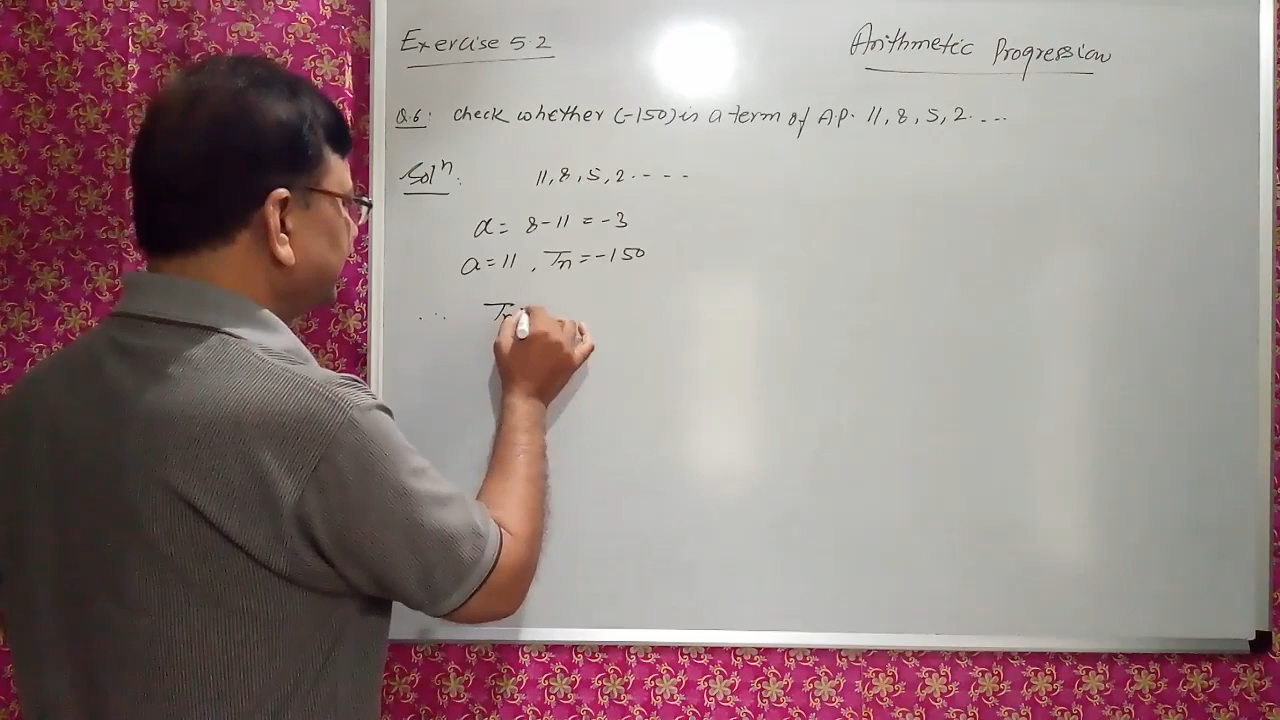 Exercise 5.2
Arithmetic Progression
Q.6: check whether (-150) is a term of A.P. 11, 8, 5, 2....
Solⁿ: 11, 8, 5, 2.---
d = 8-11 = -3
a = 11 , Tn = -150
∴ Tn